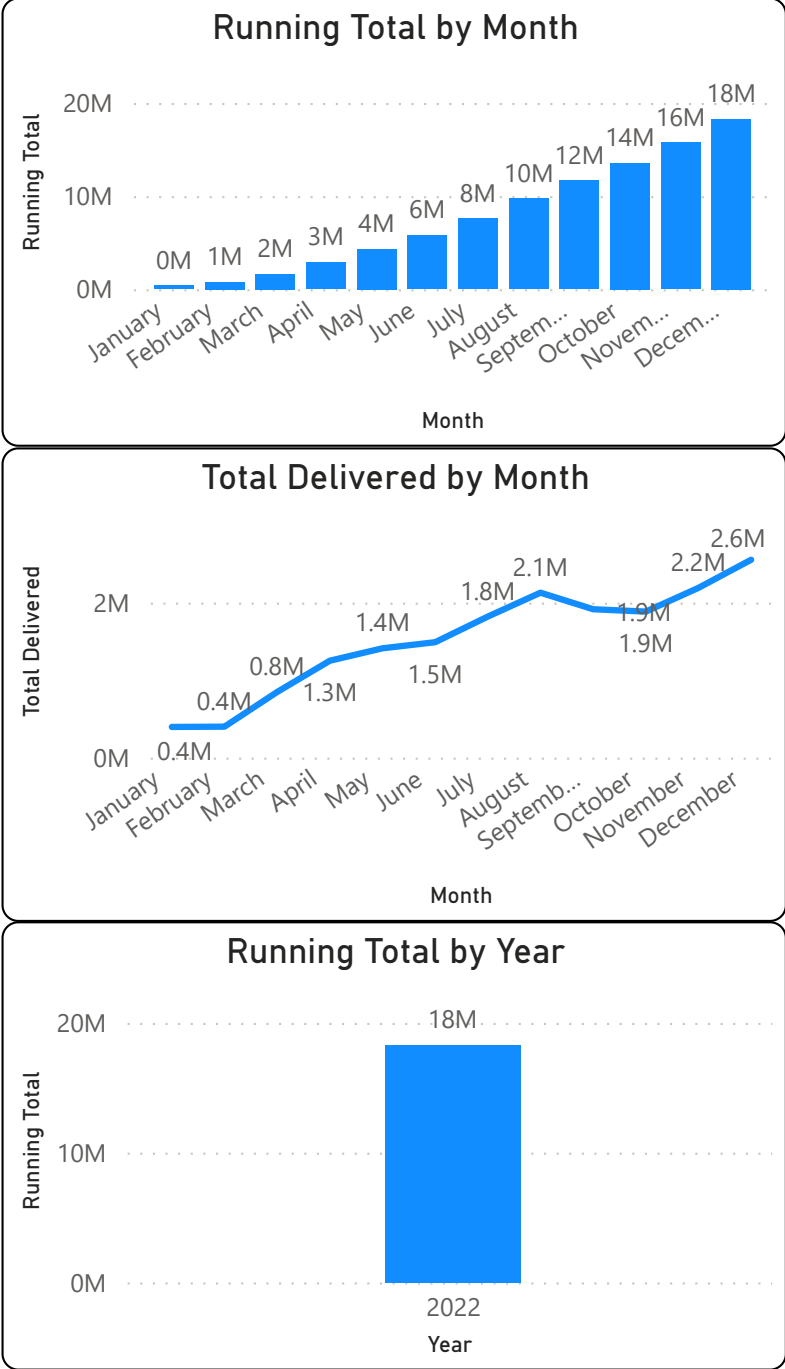 Running Total by Month
Running Total
20M
10M
0M
0M
1M
2M
3M
4M
6M
8M
10M
12M
14M
16M
18M
January
February
March
April
May
June
July
August
Septem...
October
Novem...
Decem...
Month
Total Delivered by Month
Total Delivered
2M
0M
0.4M
0.4M
0.8M
1.3M
1.4M
1.5M
1.8M
2.1M
1.9M
1.9M
2.2M
2.6M
January
February
March
April
May
June
July
August
Septemb...
October
November
December
Month
Running Total by Year
Running Total
20M
10M
0M
18M
2022
Year